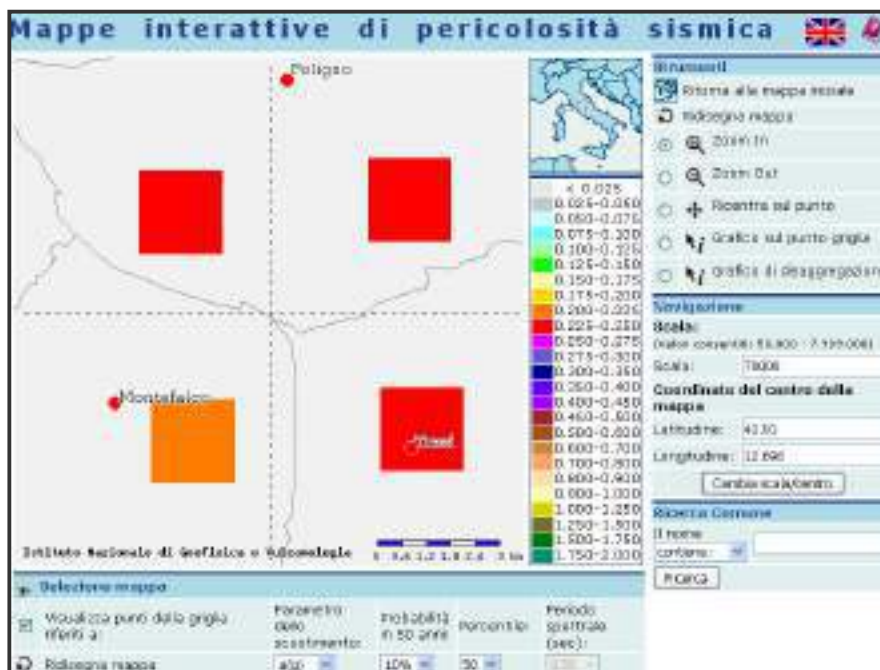 Mappe interattive di pericolosità sismica
Foligno
Montefalco
Istituto Nazionale di Geofisica e Vulcanologia
< 0.025
0.025-0.050
0.050-0.075
0.075-0.100
0.100-0.125
0.125-0.150
0.150-0.175
0.175-0.200
0.200-0.225
0.225-0.250
0.250-0.275
0.275-0.300
0.300-0.350
0.350-0.400
0.400-0.450
0.450-0.500
0.500-0.600
0.600-0.700
0.700-0.800
0.800-0.900
0.900-1.000
1.000-1.250
1.250-1.500
1.500-1.750
1.750-2.000
Strumenti
Ritorna alla mappa iniziale
Ridisegna mappa
Zoom In
Zoom Out
Ricentra sul punto
Grafico sul punto griglia
Grafico di disaggregazione
Navigazione
Scala:
Scala:
Coordinate del centro della
mappa
Latitudine:
Longitudine:
Cambia scala/centro
Ricerca Comune
Il nome
Ricerca
Selezione mappa
Visualizza punti della griglia
riferiti a:
Parametro
dello
scuotimento:
Probabilità
in 50 anni
Percentile:
Periodo
spettrale
(sec):
Ridisegna mappa
a(g)
10%
50